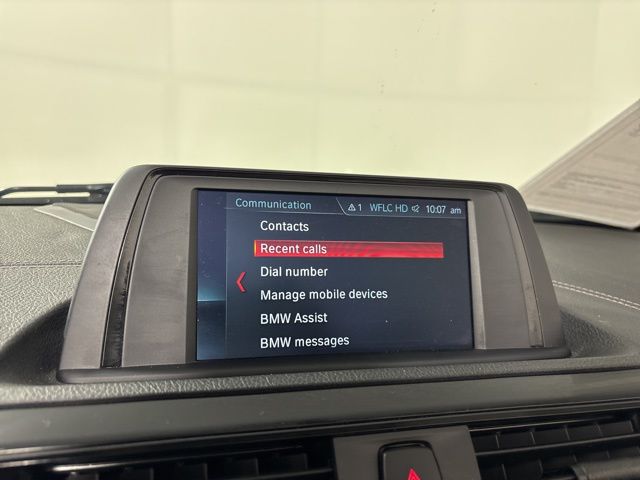 Communication 1 WFLC HD 10:07 am
Contacts
Recent calls
Dial number
Manage mobile devices
BMW Assist
BMW messages